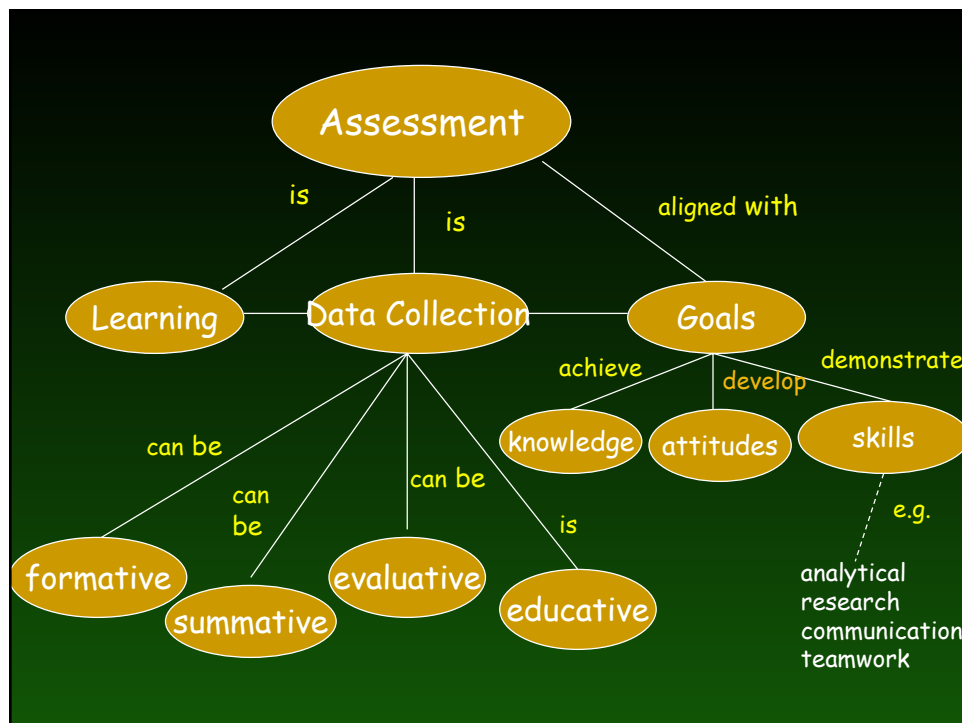 Assessment
is
is
aligned with
Learning
Data Collection
Goals
achieve
develop
demonstrate
knowledge
attitudes
skills
can be
can
be
can be
is
e.g.
formative
summative
evaluative
educative
analytical
research
communication
teamwork